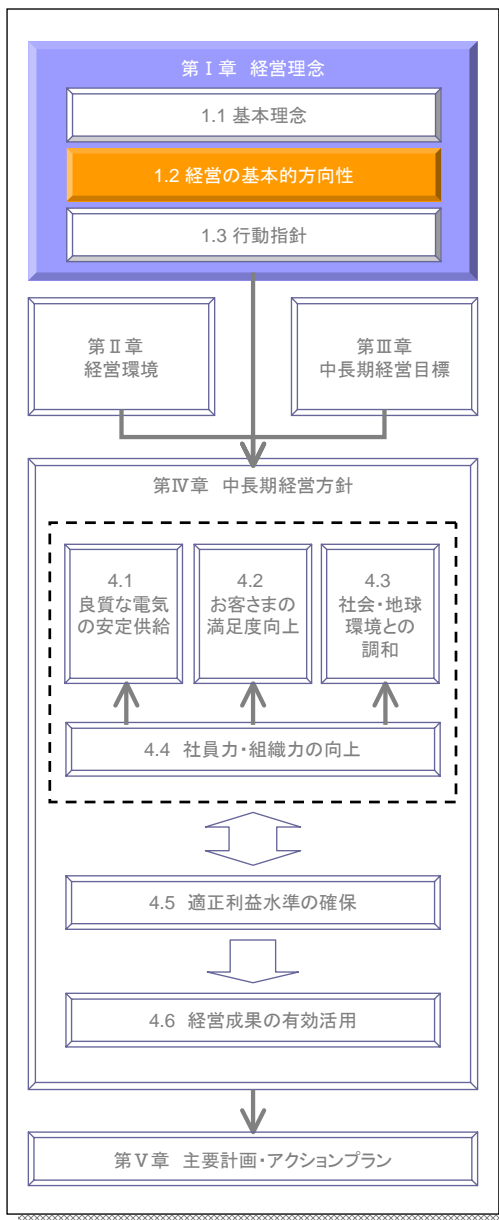 第Ⅰ章 経営理念
1.1 基本理念
1.2 経営の基本的方向性
1.3 行動指針
第Ⅱ章
経営環境
第Ⅲ章
中長期経営目標
第Ⅳ章 中長期経営方針
4.1
良質な電気
の安定供給
4.2
お客さまの
満足度向上
4.3
社会・地球
環境との
調和
4.4 社員力・組織力の向上
4.5 適正利益水準の確保
4.6 経営成果の有効活用
第Ⅴ章 主要計画・アクションプラン